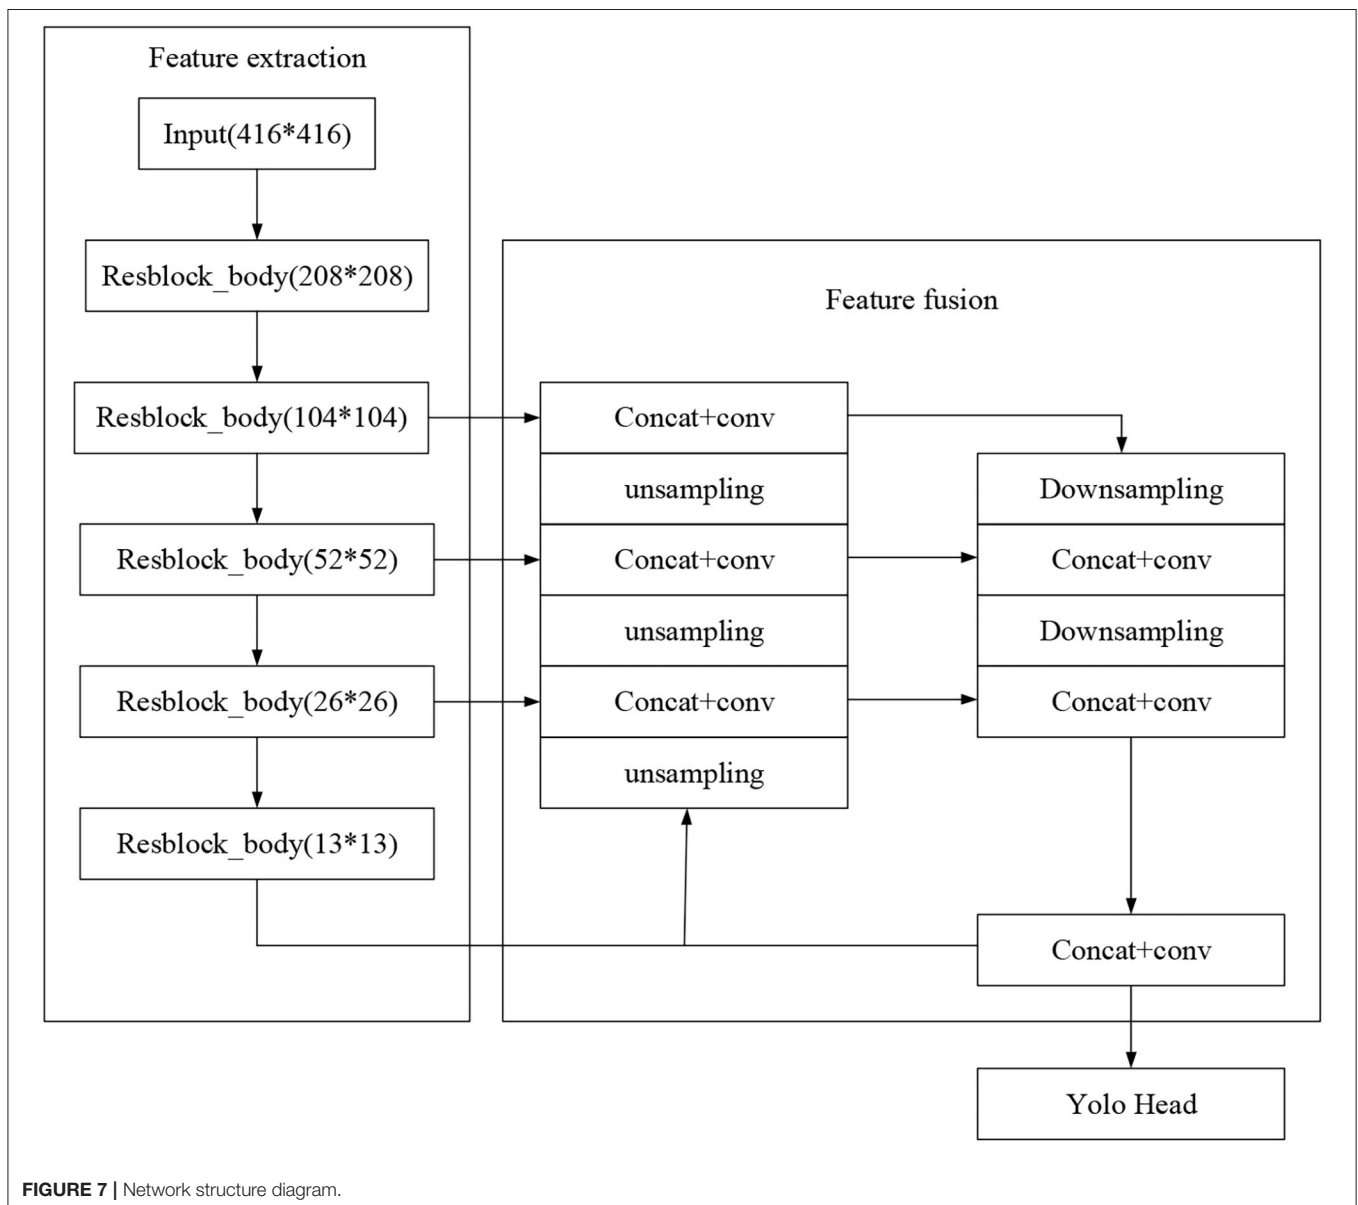 Feature extraction
Input(416*416)
Resblock_body(208*208)
Resblock_body(104*104)
Resblock_body(52*52)
Resblock_body(26*26)
Resblock_body(13*13)
Feature fusion
Concat+conv
unsampling
Concat+conv
unsampling
Concat+conv
unsampling
Downsampling
Concat+conv
Downsampling
Concat+conv
Concat+conv
Yolo Head
FIGURE 7 | Network structure diagram.